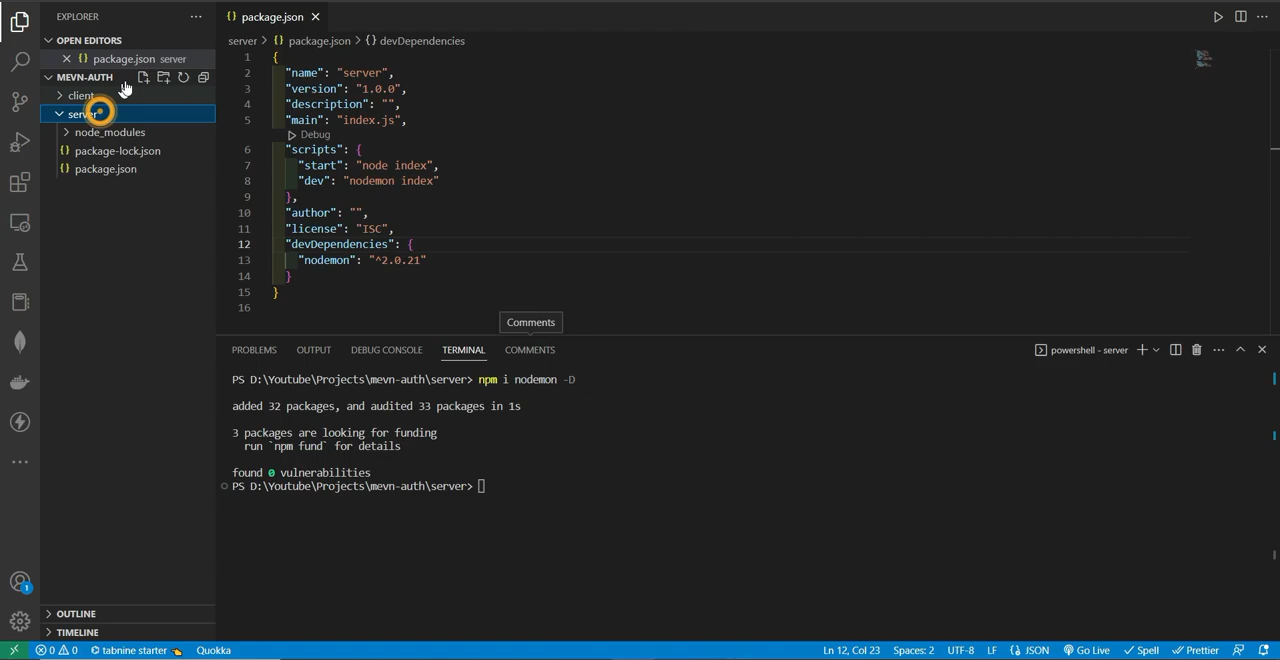 EXPLORER
OPEN EDITORS
package.json server
MEVN-AUTH
client
server
node_modules
package-lock.json
package.json
OUTLINE
TIMELINE
package.json
server > package.json > devDependencies
1 {
2 "name": "server",
3 "version": "1.0.0",
4 "description": "",
5 "main": "index.js",
Debug
6 "scripts": {
7 "start": "node index",
8 "dev": "nodemon index"
9 },
10 "author": "",
11 "license": "ISC",
12 "devDependencies": {
13 "nodemon": "^2.0.21"
14 }
15 }
16
Comments
PROBLEMS OUTPUT DEBUG CONSOLE TERMINAL COMMENTS powershell - server
PS D:\Youtube\Projects\mevn-auth\server> npm i nodemon -D
added 32 packages, and audited 33 packages in 1s
3 packages are looking for funding
run `npm fund` for details
found 0 vulnerabilities
PS D:\Youtube\Projects\mevn-auth\server>
1
0 0 tabnine starter Quokka Ln 12, Col 23 Spaces: 2 UTF-8 LF JSON Go Live Spell Prettier